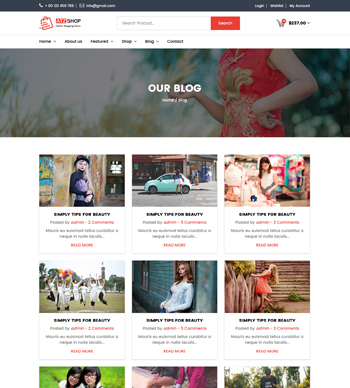 + 00 123 456 789 | info@gmail.com
Login | Wishlist | My Account
ATZSHOP
Search Product...
Search
$237.00
Home About us Featured Shop Blog Contact
OUR BLOG
Home / Blog
SIMPLY TIPS FOR BEAUTY
Posted by admin - 2 Comments
Mauris eu euismod tellus curabitur a
neque in nulla iaculis...
READ MORE
SIMPLY TIPS FOR BEAUTY
Posted by admin - 5 Comments
Mauris eu euismod tellus curabitur a
neque in nulla iaculis...
READ MORE
SIMPLY TIPS FOR BEAUTY
Posted by admin - 3 Comments
Mauris eu euismod tellus curabitur a
neque in nulla iaculis...
READ MORE
SIMPLY TIPS FOR BEAUTY
Posted by admin - 2 Comments
Mauris eu euismod tellus curabitur a
neque in nulla iaculis...
READ MORE
SIMPLY TIPS FOR BEAUTY
Posted by admin - 5 Comments
Mauris eu euismod tellus curabitur a
neque in nulla iaculis...
READ MORE
SIMPLY TIPS FOR BEAUTY
Posted by admin - 3 Comments
Mauris eu euismod tellus curabitur a
neque in nulla iaculis...
READ MORE